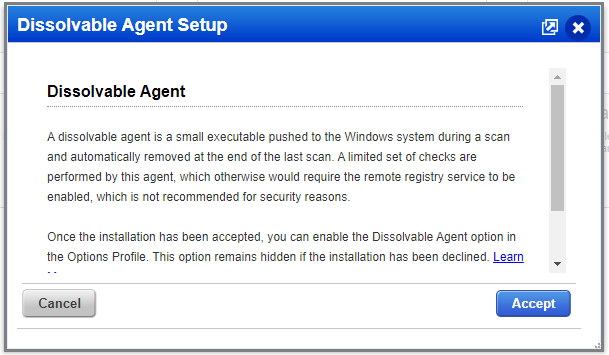 Dissolvable Agent Setup
Dissolvable Agent
A dissolvable agent is a small executable pushed to the Windows system during a scan
and automatically removed at the end of the last scan. A limited set of checks are
performed by this agent, which otherwise would require the remote registry service to be
enabled, which is not recommended for security reasons.
Once the installation has been accepted, you can enable the Dissolvable Agent option in
the Options Profile. This option remains hidden if the installation has been declined. Learn
Cancel
Accept